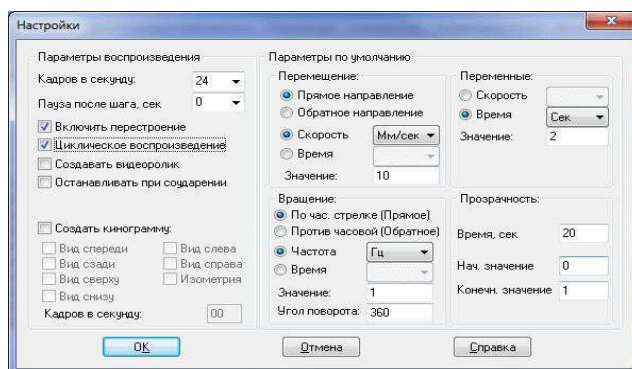 Настройки
Параметры воспроизведения
Кадров в секунду: 24
Пауза после шага, сек 0
Включить перестроение
Циклическое воспроизведение
Создавать видеоролик
Останавливать при соударении
Создать кинограмму:
Вид спереди Вид слева
Вид сзади Вид справа
Вид сверху Изометрия
Вид снизу
Кадров в секунду: 00
Параметры по умолчанию
Перемещение:
Прямое направление
Обратное направление
Скорость Мм/сек
Время
Значение: 10
Вращение:
По час. стрелке (Прямое)
Против часовой (Обратное)
Частота Гц
Время
Значение: 1
Угол поворота: 360
Переменные:
Скорость
Время Сек
Значение: 2
Прозрачность:
Время, сек 20
Нач. значение 0
Конечн. значение 1
OK Отмена Справка